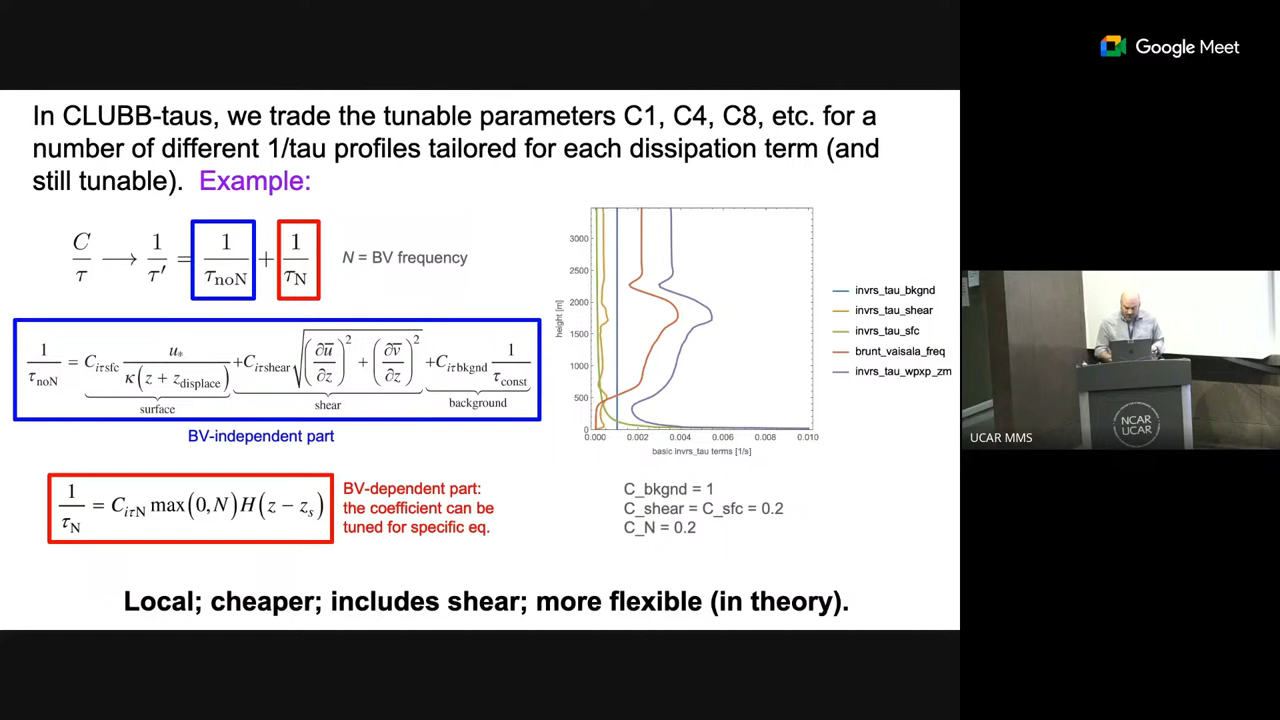 Google Meet
In CLUBB-taus, we trade the tunable parameters C1, C4, C8, etc. for a
number of different 1/tau profiles tailored for each dissipation term (and
still tunable). Example:
C/τ → 1/τ′ = 1/τ_noN + 1/τ_N
N = BV frequency
1/τ_noN = C_iτsfc u_*/κ(z + z_displace) + C_iτshear √((∂u̅/∂z)² + (∂v̅/∂z)²) + C_iτbkgnd 1/τ_const
surface
shear
background
BV-independent part
1/τ_N = C_iτN max(0, N) H(z − z_s)
BV-dependent part:
the coefficient can be
tuned for specific eq.
height [m]
3000
2500
2000
1500
1000
500
0
0.000 0.002 0.004 0.006 0.008 0.010
basic invrs_tau terms [1/s]
invrs_tau_bkgnd
invrs_tau_shear
invrs_tau_sfc
brunt_vaisala_freq
invrs_tau_wpxp_zm
C_bkgnd = 1
C_shear = C_sfc = 0.2
C_N = 0.2
Local; cheaper; includes shear; more flexible (in theory).
NCAR
UCAR
UCAR MMS